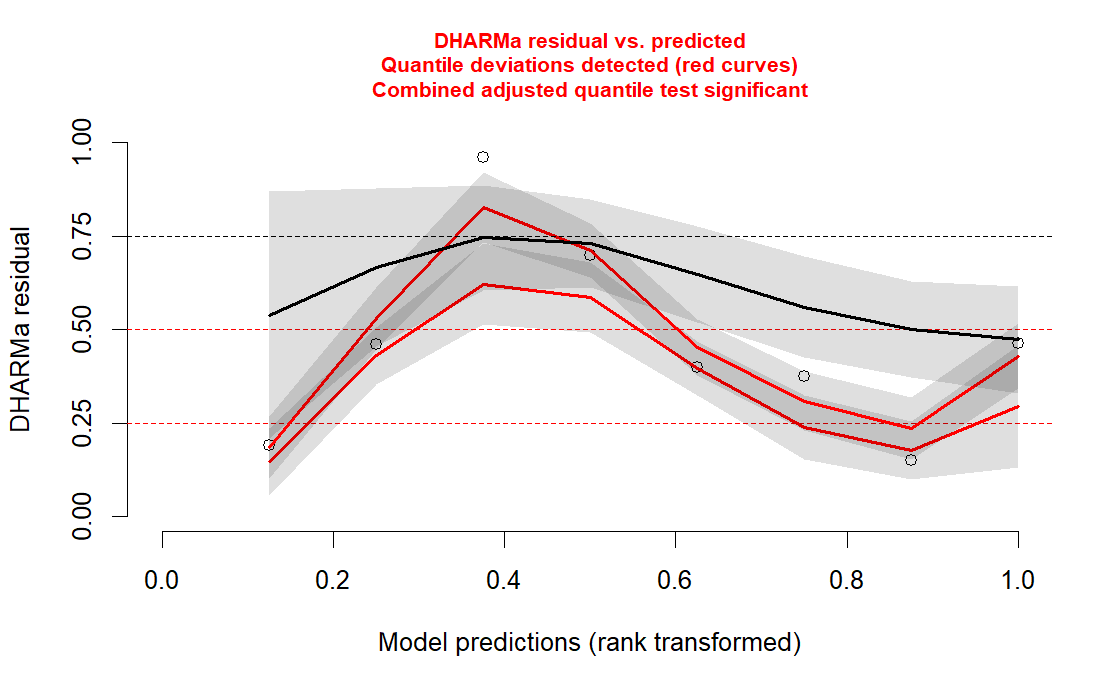 DHARMa residual vs. predicted
Quantile deviations detected (red curves)
Combined adjusted quantile test significant
DHARMa residual
1.00
0.75
0.50
0.25
0.00
0.0 0.2 0.4 0.6 0.8 1.0
Model predictions (rank transformed)